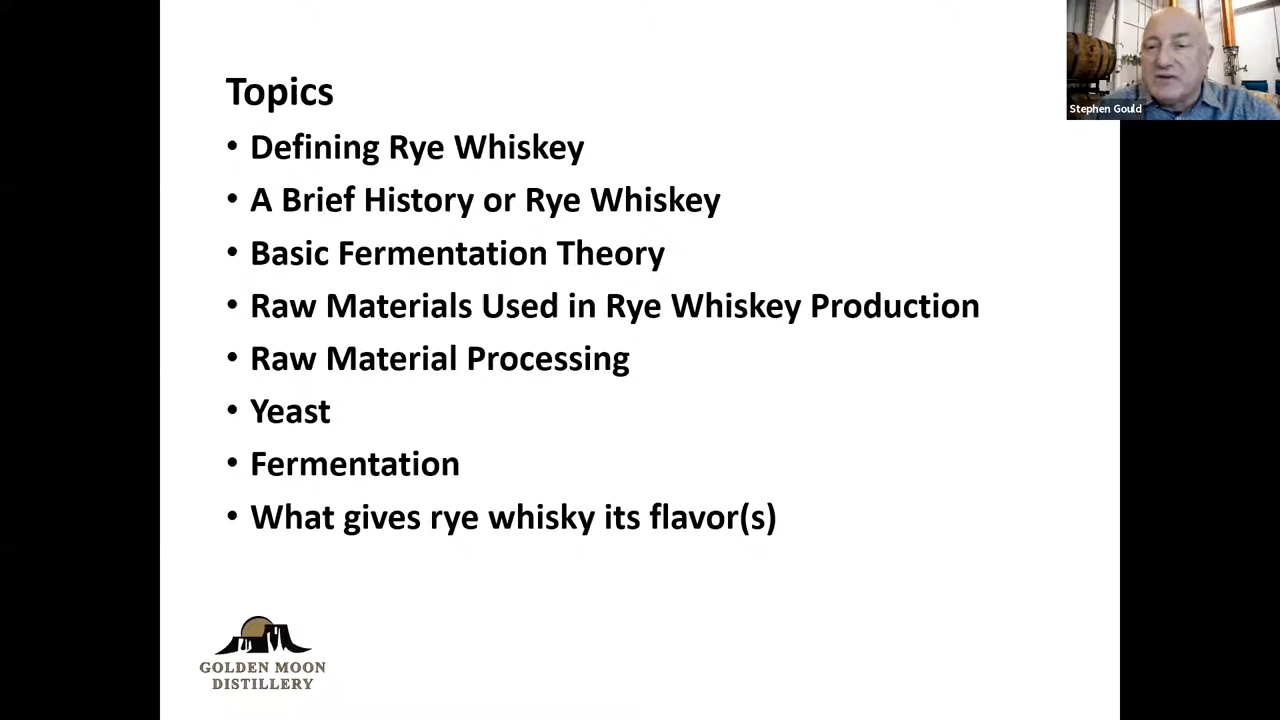 Topics
• Defining Rye Whiskey
• A Brief History or Rye Whiskey
• Basic Fermentation Theory
• Raw Materials Used in Rye Whiskey Production
• Raw Material Processing
• Yeast
• Fermentation
• What gives rye whisky its flavor(s)
Stephen Gould
GOLDEN MOON
DISTILLERY